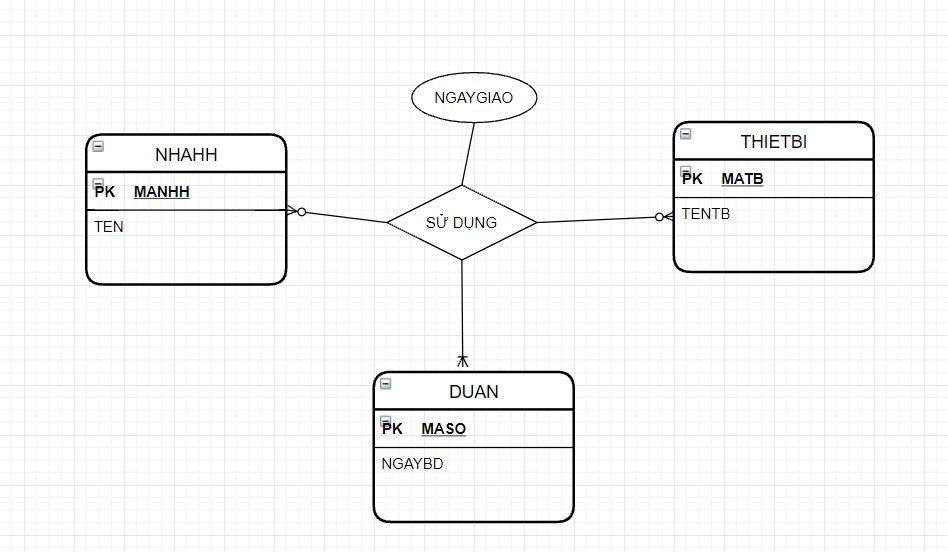 NGAYGIAO
NHAHH
PK MANHH
TEN
SỬ DỤNG
THIETBI
PK MATB
TENTB
DUAN
PK MASO
NGAYBD